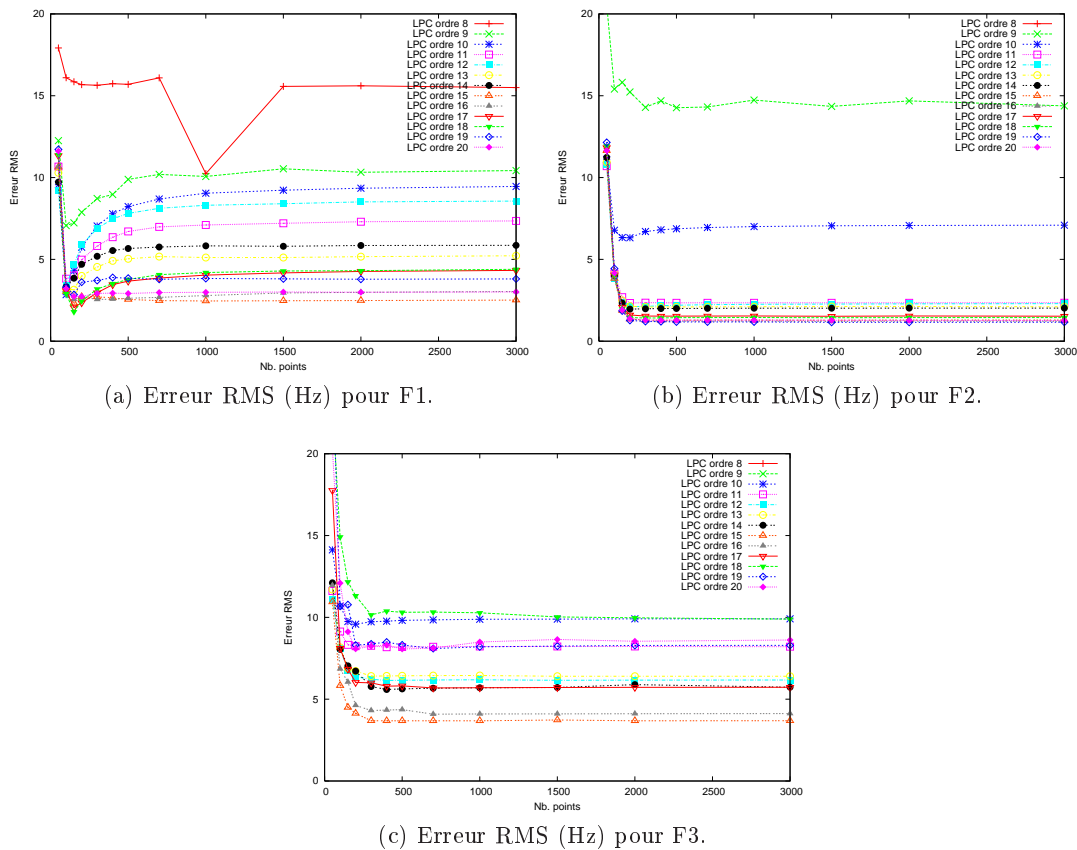 20
15
10
5
0
0
500
1000
1500
2000
2500
3000
Erreur RMS
Nb. points
LPC ordre 8
LPC ordre 9
LPC ordre 10
LPC ordre 11
LPC ordre 12
LPC ordre 13
LPC ordre 14
LPC ordre 15
LPC ordre 16
LPC ordre 17
LPC ordre 18
LPC ordre 19
LPC ordre 20
(a) Erreur RMS (Hz) pour F1.
20
15
10
5
0
0
500
1000
1500
2000
2500
3000
Erreur RMS
Nb. points
LPC ordre 8
LPC ordre 9
LPC ordre 10
LPC ordre 11
LPC ordre 12
LPC ordre 13
LPC ordre 14
LPC ordre 15
LPC ordre 16
LPC ordre 17
LPC ordre 18
LPC ordre 19
LPC ordre 20
(b) Erreur RMS (Hz) pour F2.
20
15
10
5
0
0
500
1000
1500
2000
2500
3000
Erreur RMS
Nb. points
LPC ordre 8
LPC ordre 9
LPC ordre 10
LPC ordre 11
LPC ordre 12
LPC ordre 13
LPC ordre 14
LPC ordre 15
LPC ordre 16
LPC ordre 17
LPC ordre 18
LPC ordre 19
LPC ordre 20
(c) Erreur RMS (Hz) pour F3.